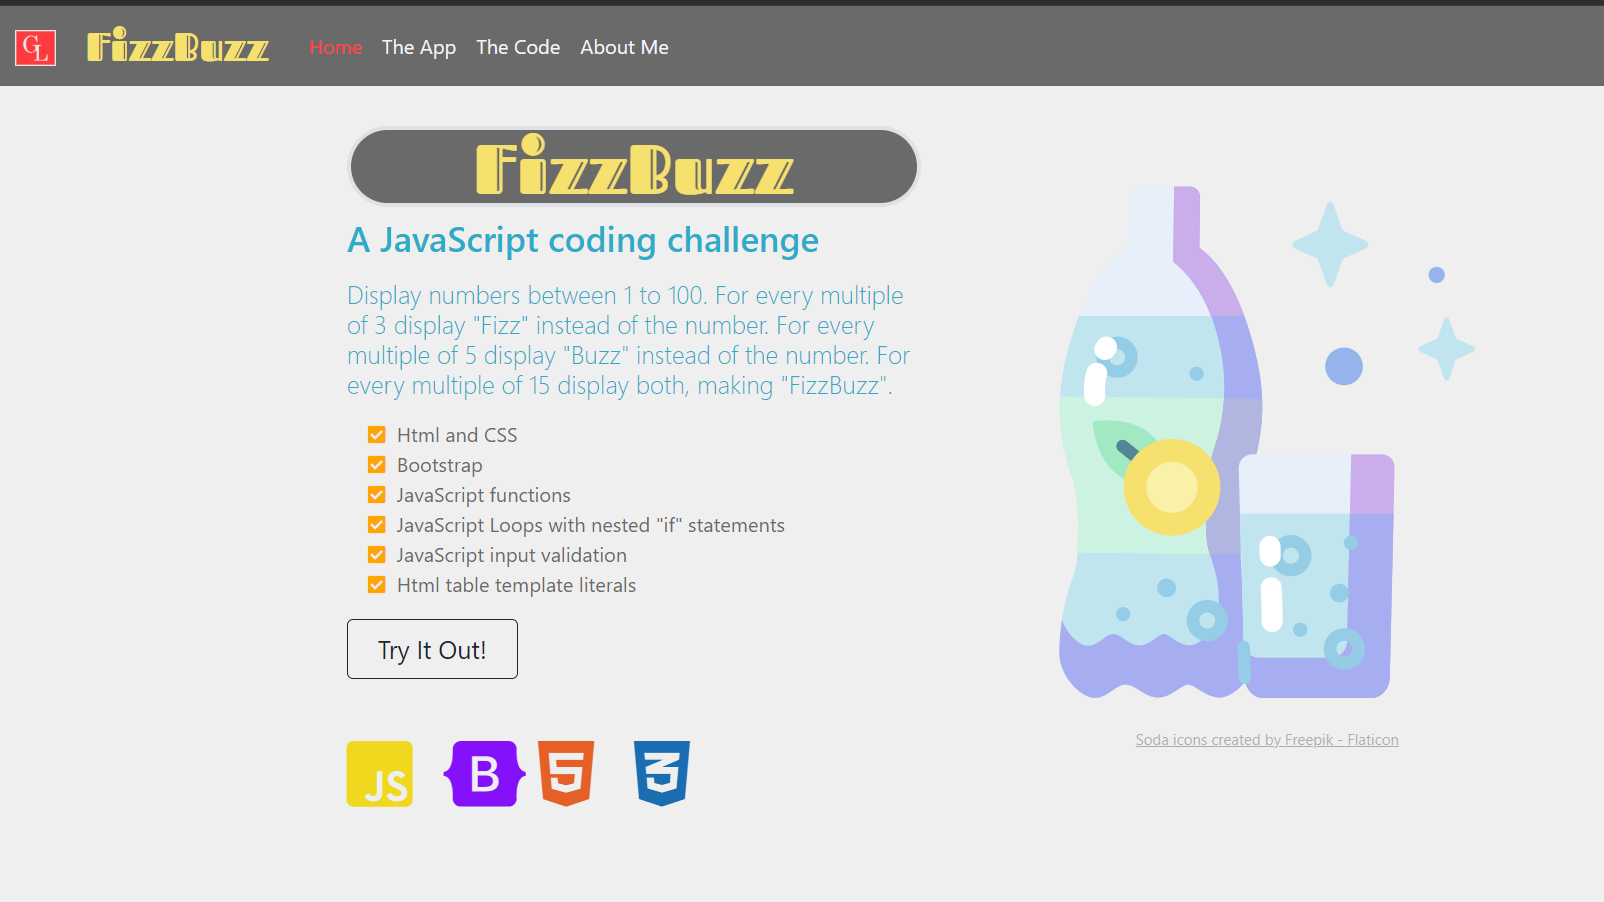 GL FizzBuzz Home The App The Code About Me
FizzBuzz
A JavaScript coding challenge
Display numbers between 1 to 100. For every multiple
of 3 display "Fizz" instead of the number. For every
multiple of 5 display "Buzz" instead of the number. For
every multiple of 15 display both, making "FizzBuzz".
Html and CSS
Bootstrap
JavaScript functions
JavaScript Loops with nested "if" statements
JavaScript input validation
Html table template literals
Try It Out!
Soda icons created by Freepik - Flaticon
JS B 5 3